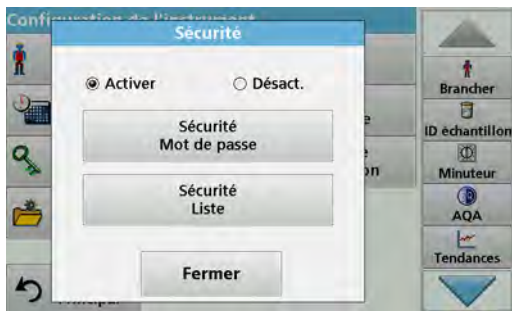 Sécurité
Activer
Désact.
Sécurité
Mot de passe
Sécurité
Liste
Fermer
Brancher
ID échantillon
Minuteur
AQA
Tendances